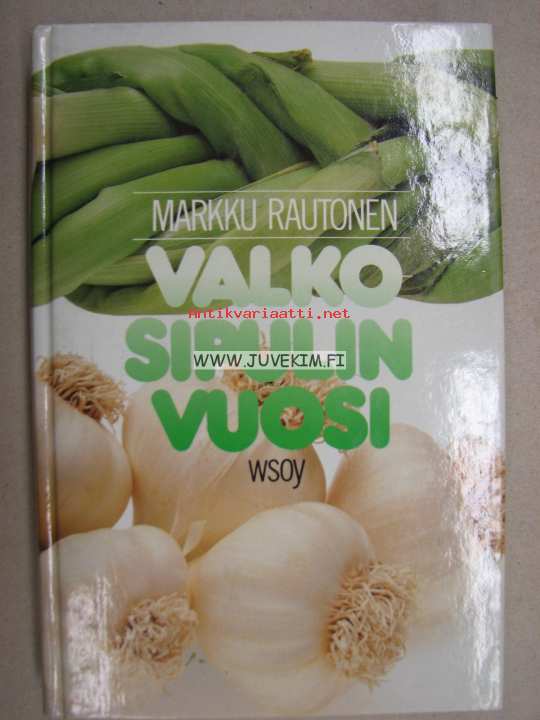 MARKKU RAUTONEN
VALKO
Antikvariaatti.net
SIPULIN
WWW.JUVEKIM.FI
VUOSI
WSOY